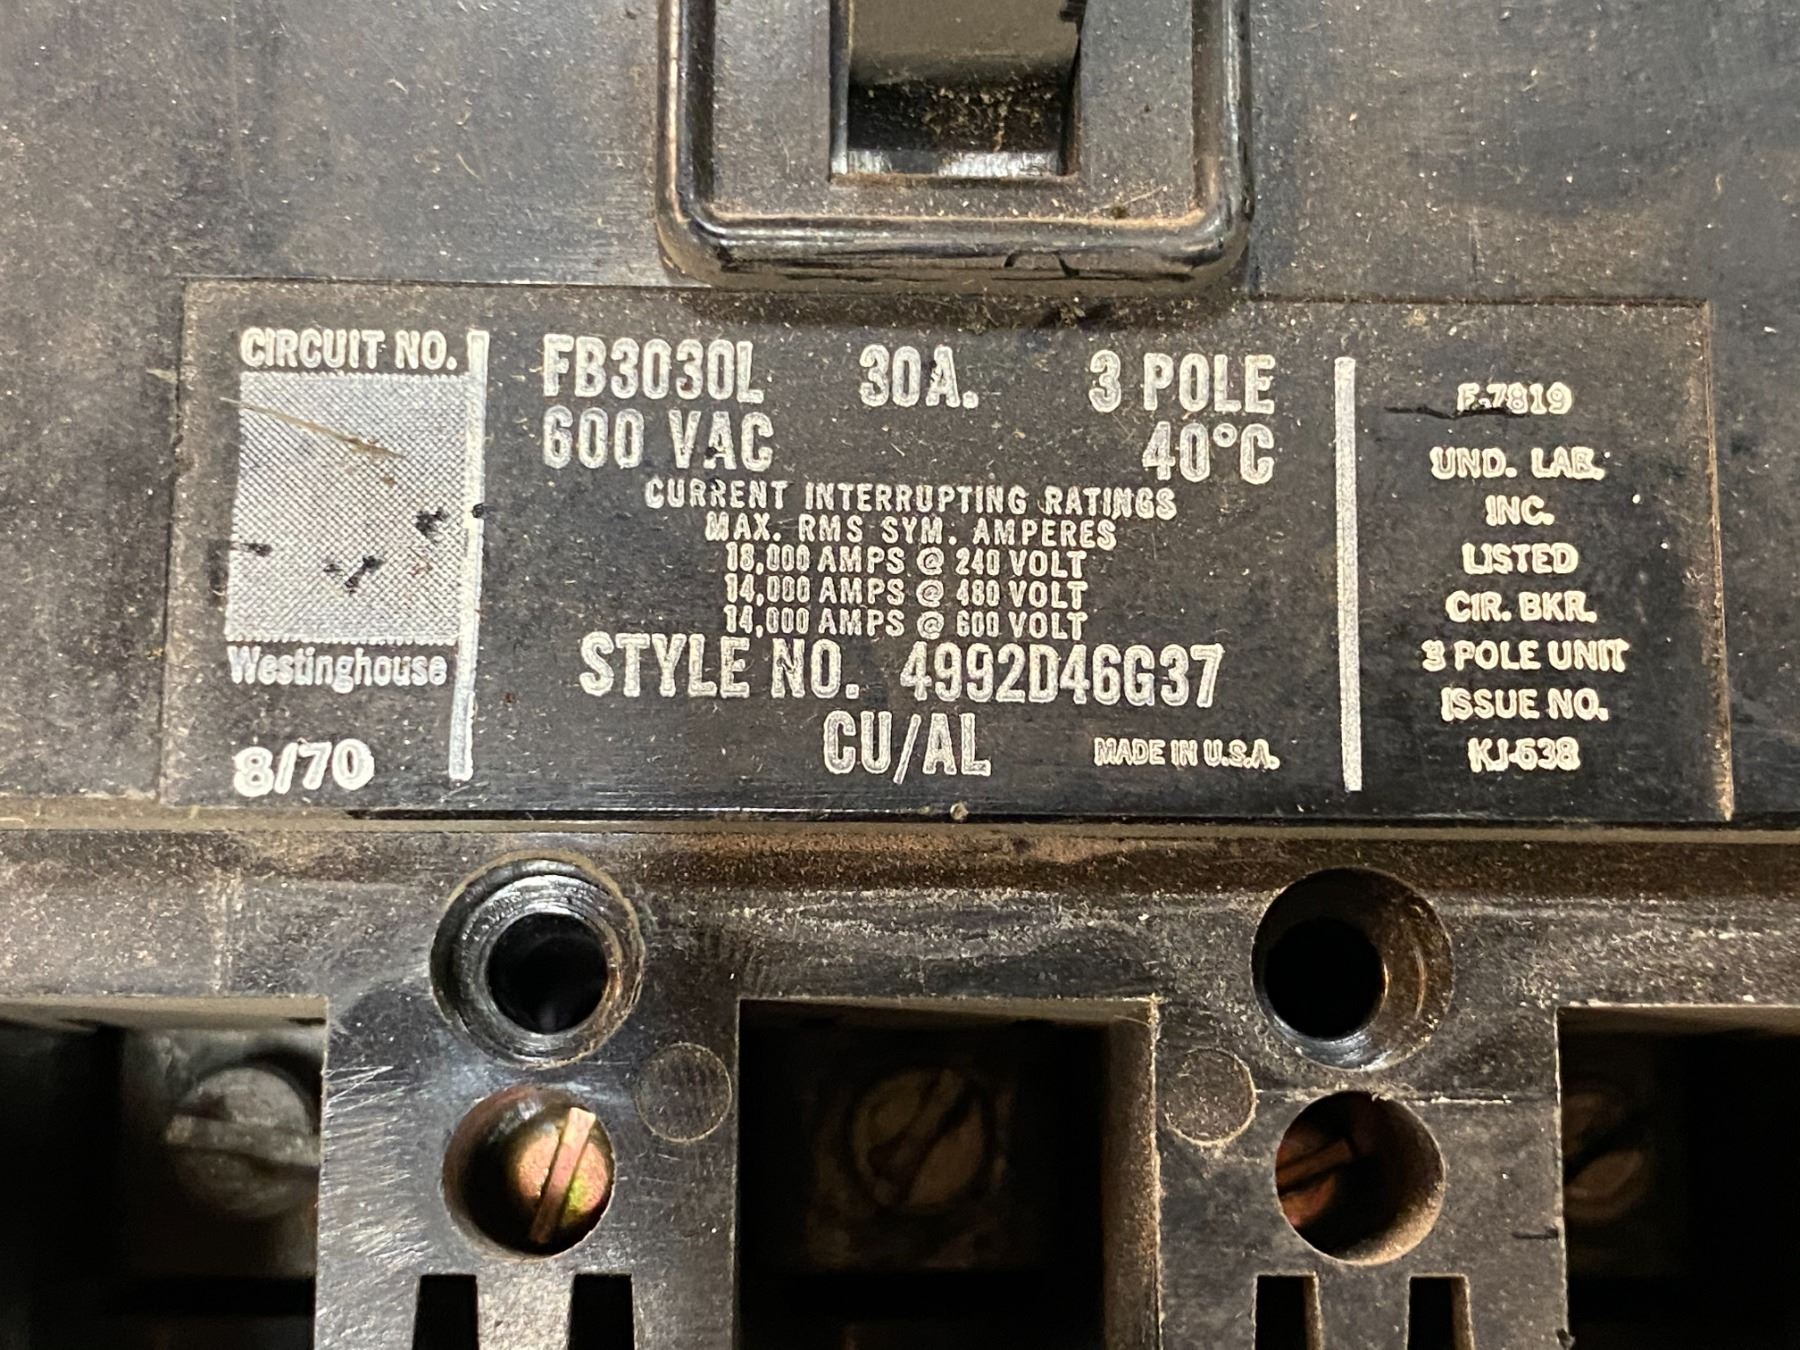 CIRCUIT NO.
Westinghouse
8/70
FB3030L 30A. 3 POLE
600 VAC 40°C
CURRENT INTERRUPTING RATINGS
MAX. RMS SYM. AMPERES
18,000 AMPS @ 240 VOLT
14,000 AMPS @ 480 VOLT
14,000 AMPS @ 600 VOLT
STYLE NO. 4992D46G37
CU/AL MADE IN U.S.A.
E-7819
UND. LAB.
INC.
LISTED
CIR. BKR.
3 POLE UNIT
ISSUE NO.
KJ-638